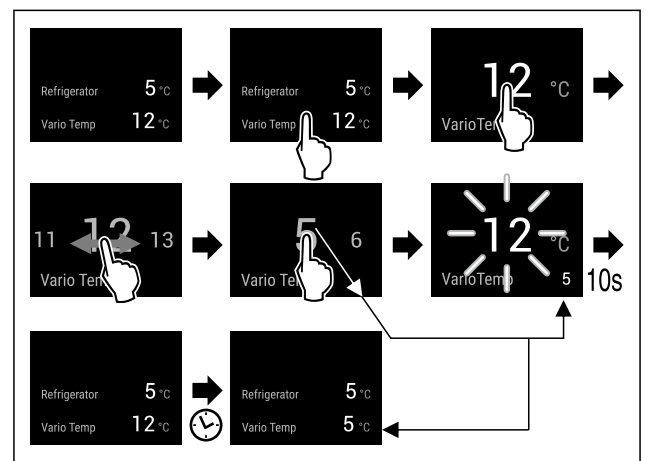 Refrigerator 5 °C
Vario Temp 12 °C
Refrigerator 5 °C
Vario Temp 12 °C
12 °C
VarioTemp
11 12 13
Vario Temp
5 6
Vario Te
12 °C
VarioTemp 5
10s
Refrigerator 5 °C
Vario Temp 12 °C
Refrigerator 5 °C
Vario Temp 5 °C